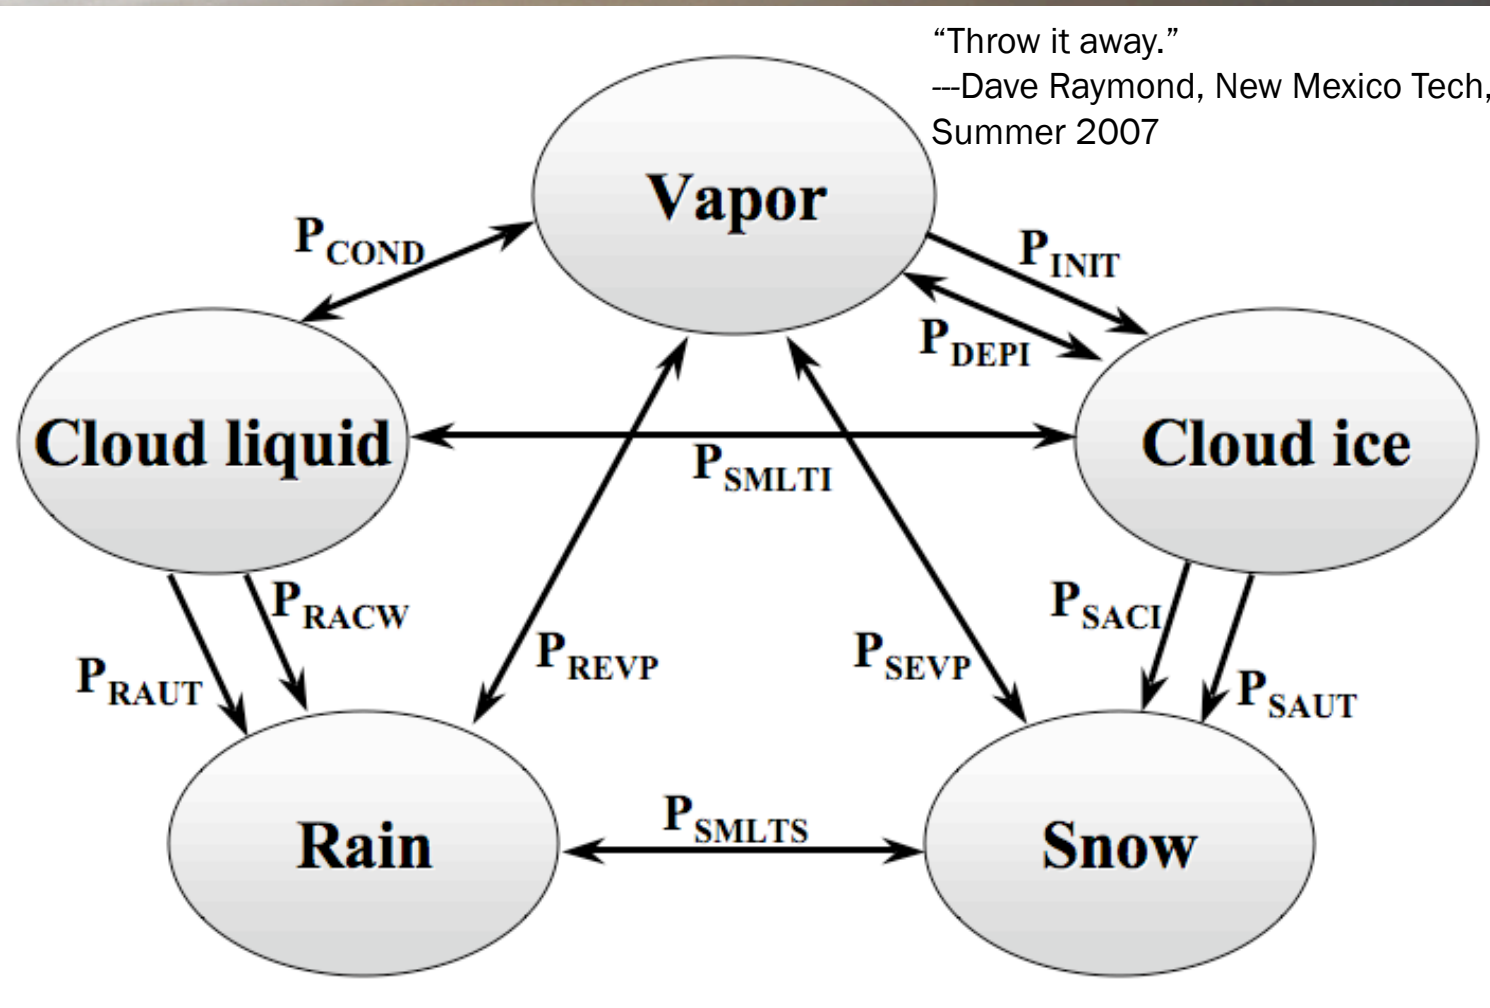 “Throw it away.”
---Dave Raymond, New Mexico Tech,
Summer 2007
Vapor
PCOND
PINIT
PDEPI
Cloud liquid
Cloud ice
PSMLTI
PRACW
PSACI
PREVP
PSEVP
PRAUT
PSAUT
PSMLTS
Rain
Snow